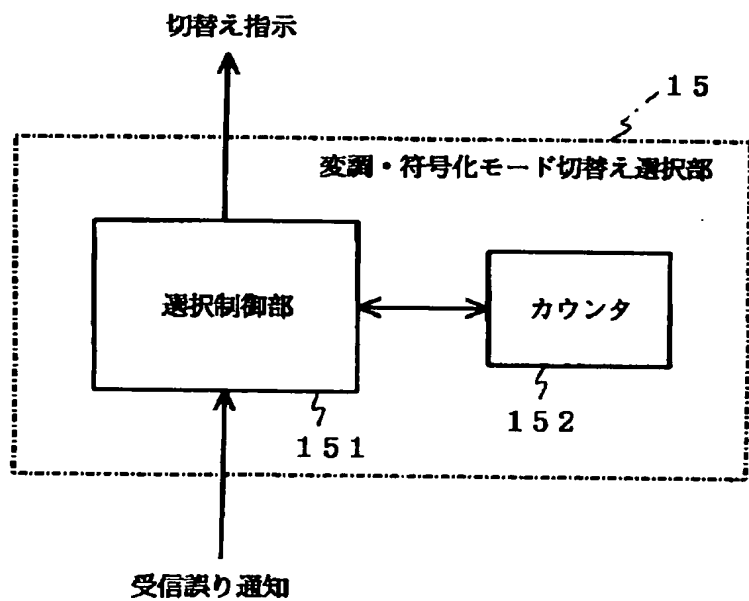 切替え指示
15
変調・符号化モード切替え選択部
選択制御部
カウンタ
151
152
受信誤り通知